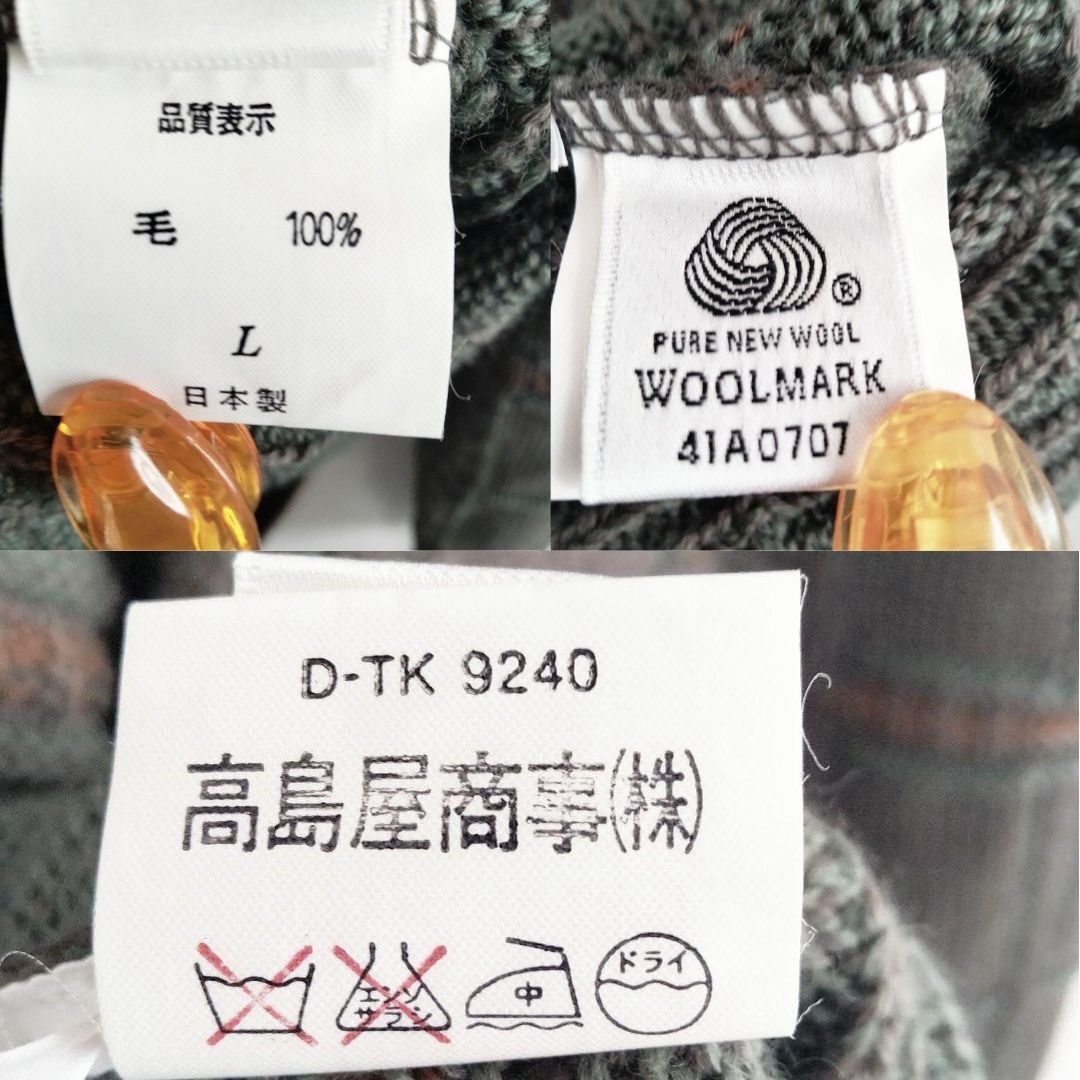 品質表示
毛 100%
L
日本製
®
PURE NEW WOOL
WOOLMARK
41A0707
D-TK 9240
高島屋商事(株)
エンソ
サラシ
中
ドライ